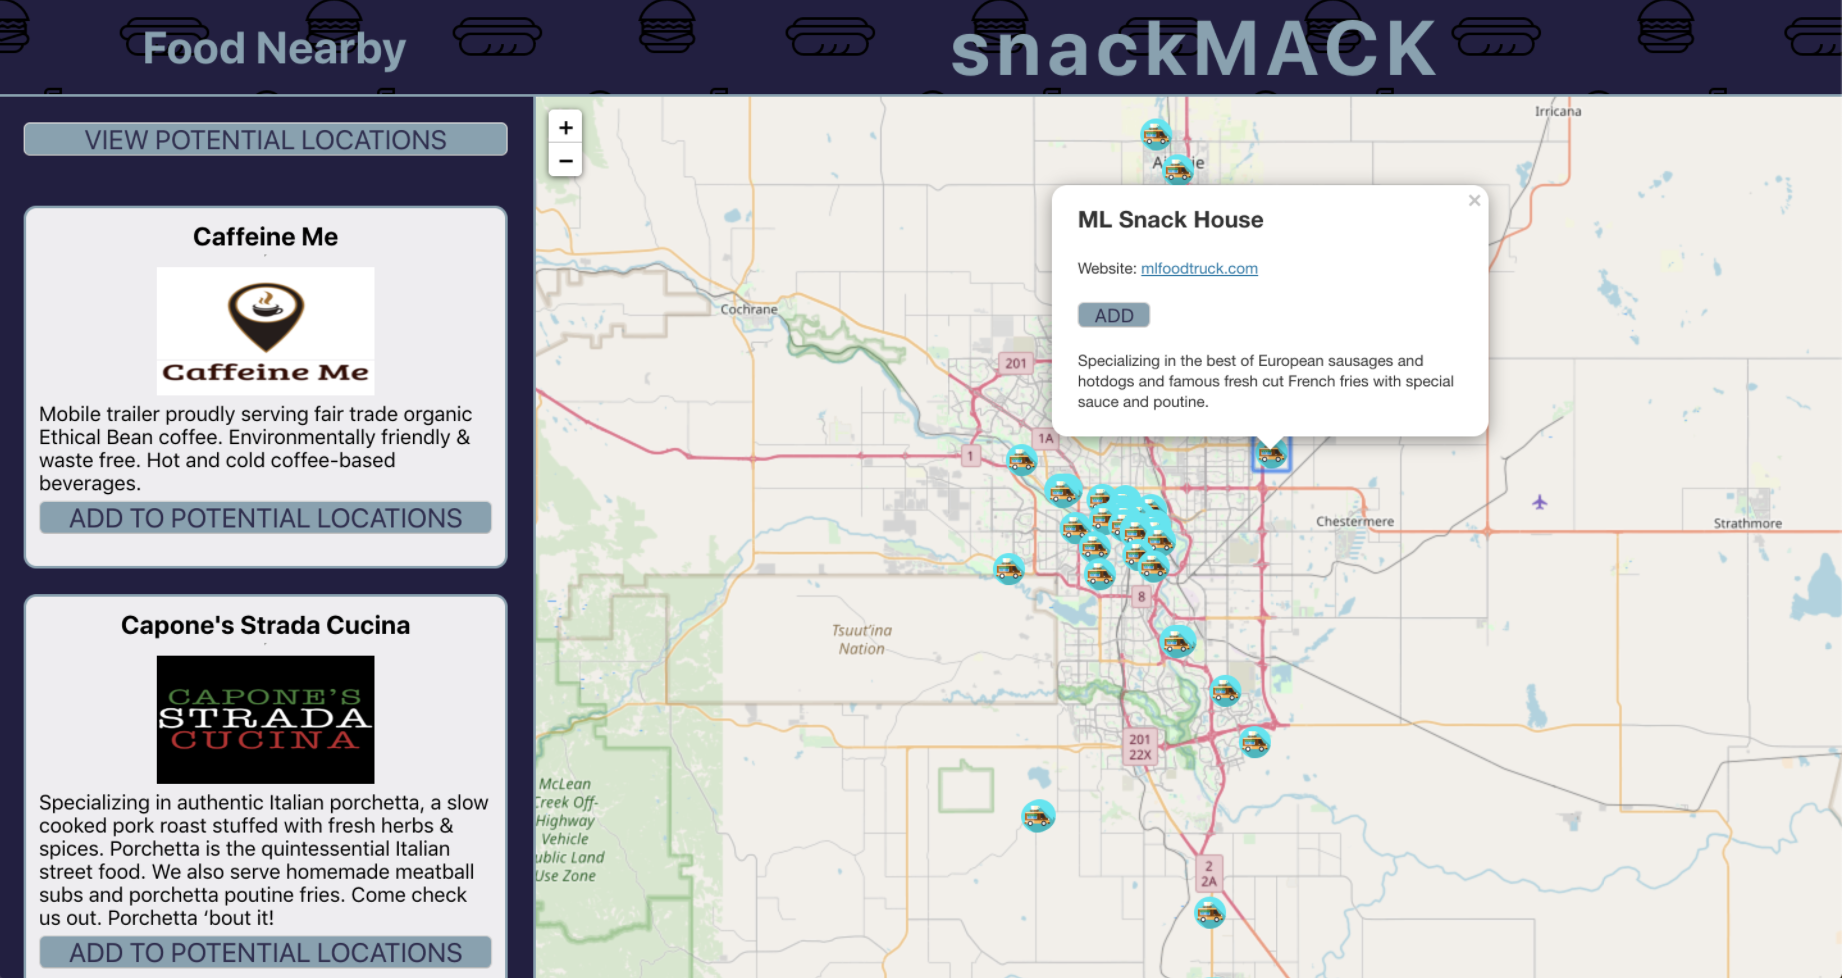 Food Nearby
snackMACK
VIEW POTENTIAL LOCATIONS
Caffeine Me
Caffeine Me
Mobile trailer proudly serving fair trade organic
Ethical Bean coffee. Environmentally friendly &
waste free. Hot and cold coffee-based
beverages.
ADD TO POTENTIAL LOCATIONS
Capone's Strada Cucina
CAPONE'S
STRADA
CUCINA
Specializing in authentic Italian porchetta, a slow
cooked pork roast stuffed with fresh herbs &
spices. Porchetta is the quintessential Italian
street food. We also serve homemade meatball
subs and porchetta poutine fries. Come check
us out. Porchetta ‘bout it!
ADD TO POTENTIAL LOCATIONS
+
−
Irricana
ML Snack House
×
Website: mlfoodtruck.com
ADD
Specializing in the best of European sausages and
hotdogs and famous fresh cut French fries with special
sauce and poutine.
Cochrane
201
1A
1
Chestermere
Strathmore
8
Tsuut'ina
Nation
201
22X
McLean
Creek Off-
Highway
Vehicle
Public Land
Use Zone
2
2A